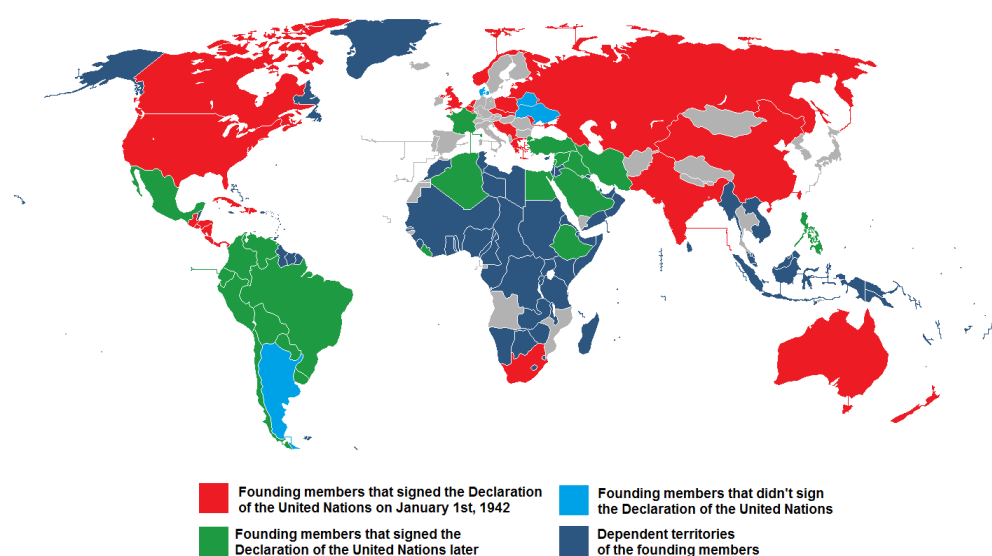 Founding members that signed the Declaration
of the United Nations on January 1st, 1942
Founding members that didn't sign
the Declaration of the United Nations
Founding members that signed the
Declaration of the United Nations later
Dependent territories
of the founding members